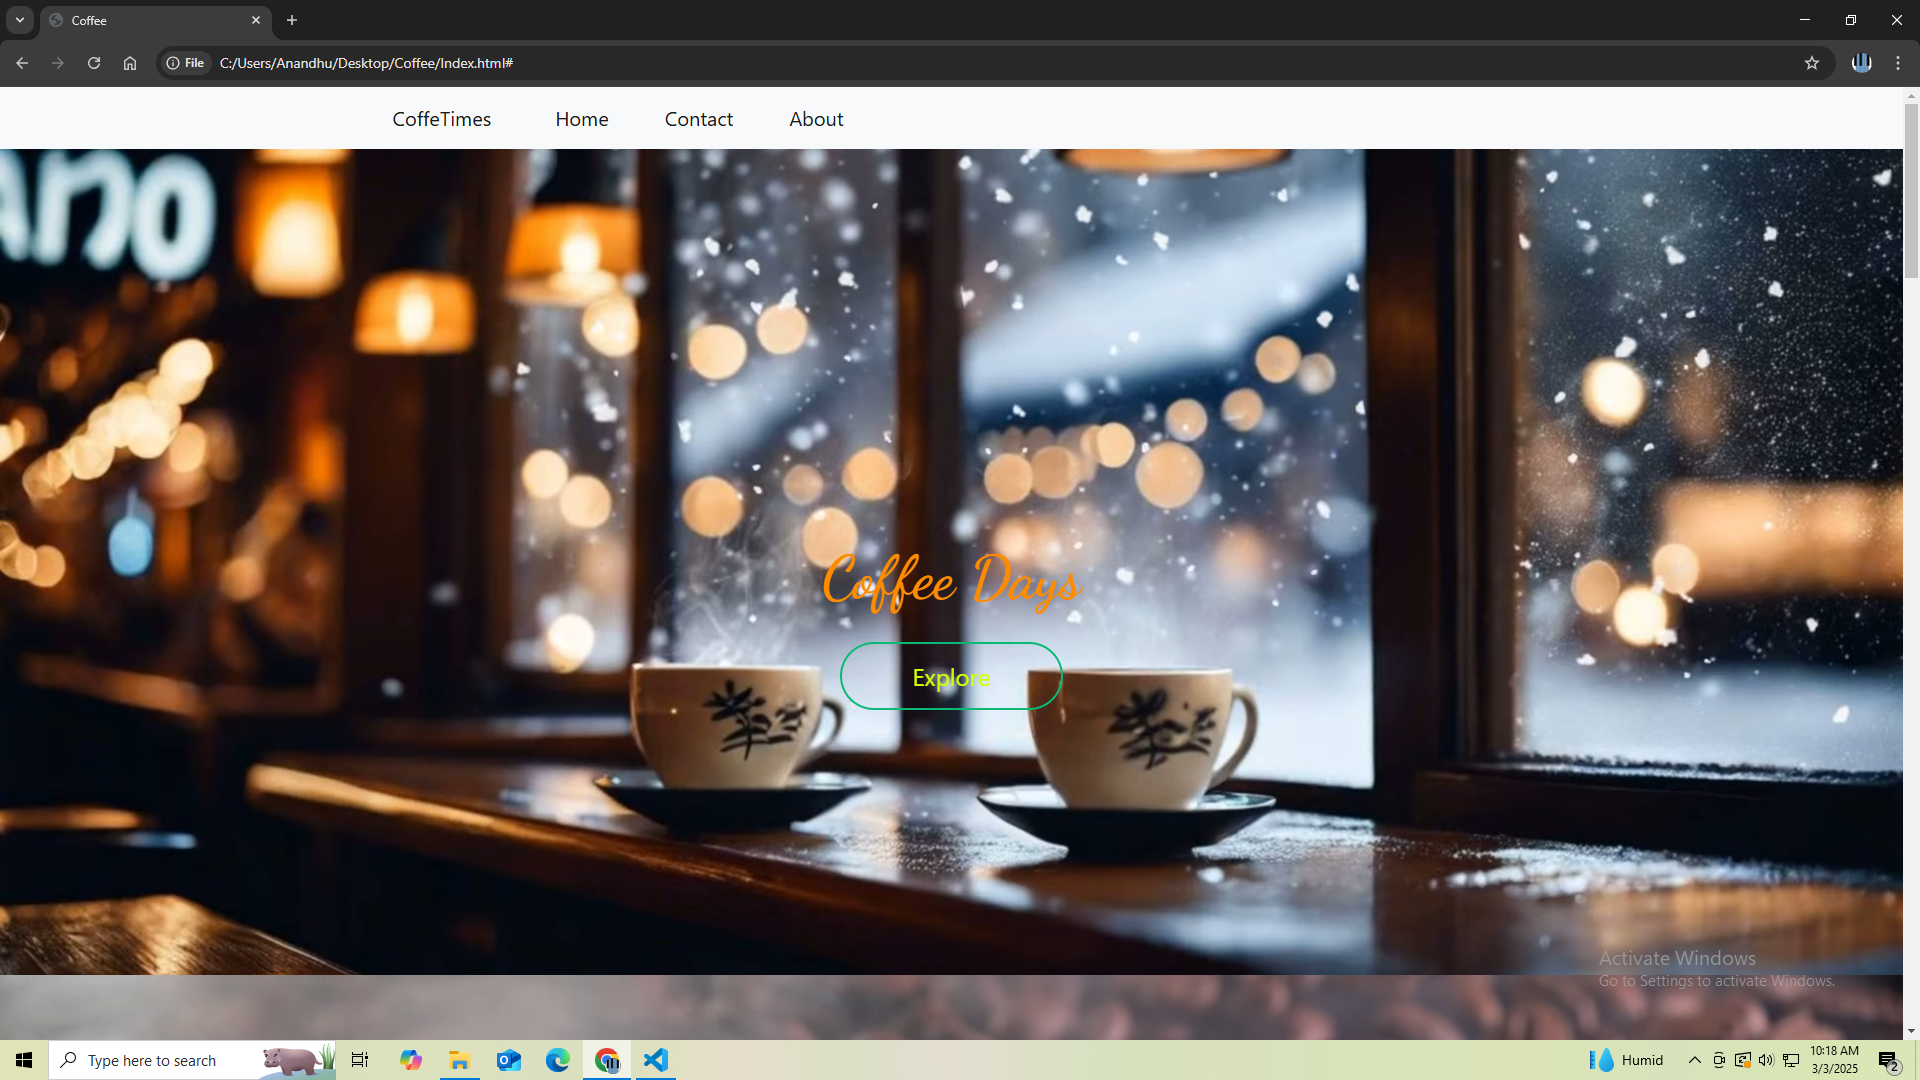 Coffee
File
C:/Users/Anandhu/Desktop/Coffee/Index.html#
CoffeTimes
Home
Contact
About
ano
Coffee Days
Explore
Activate Windows
Go to Settings to activate Windows.
Type here to search
Humid
10:18 AM
3/3/2025
2